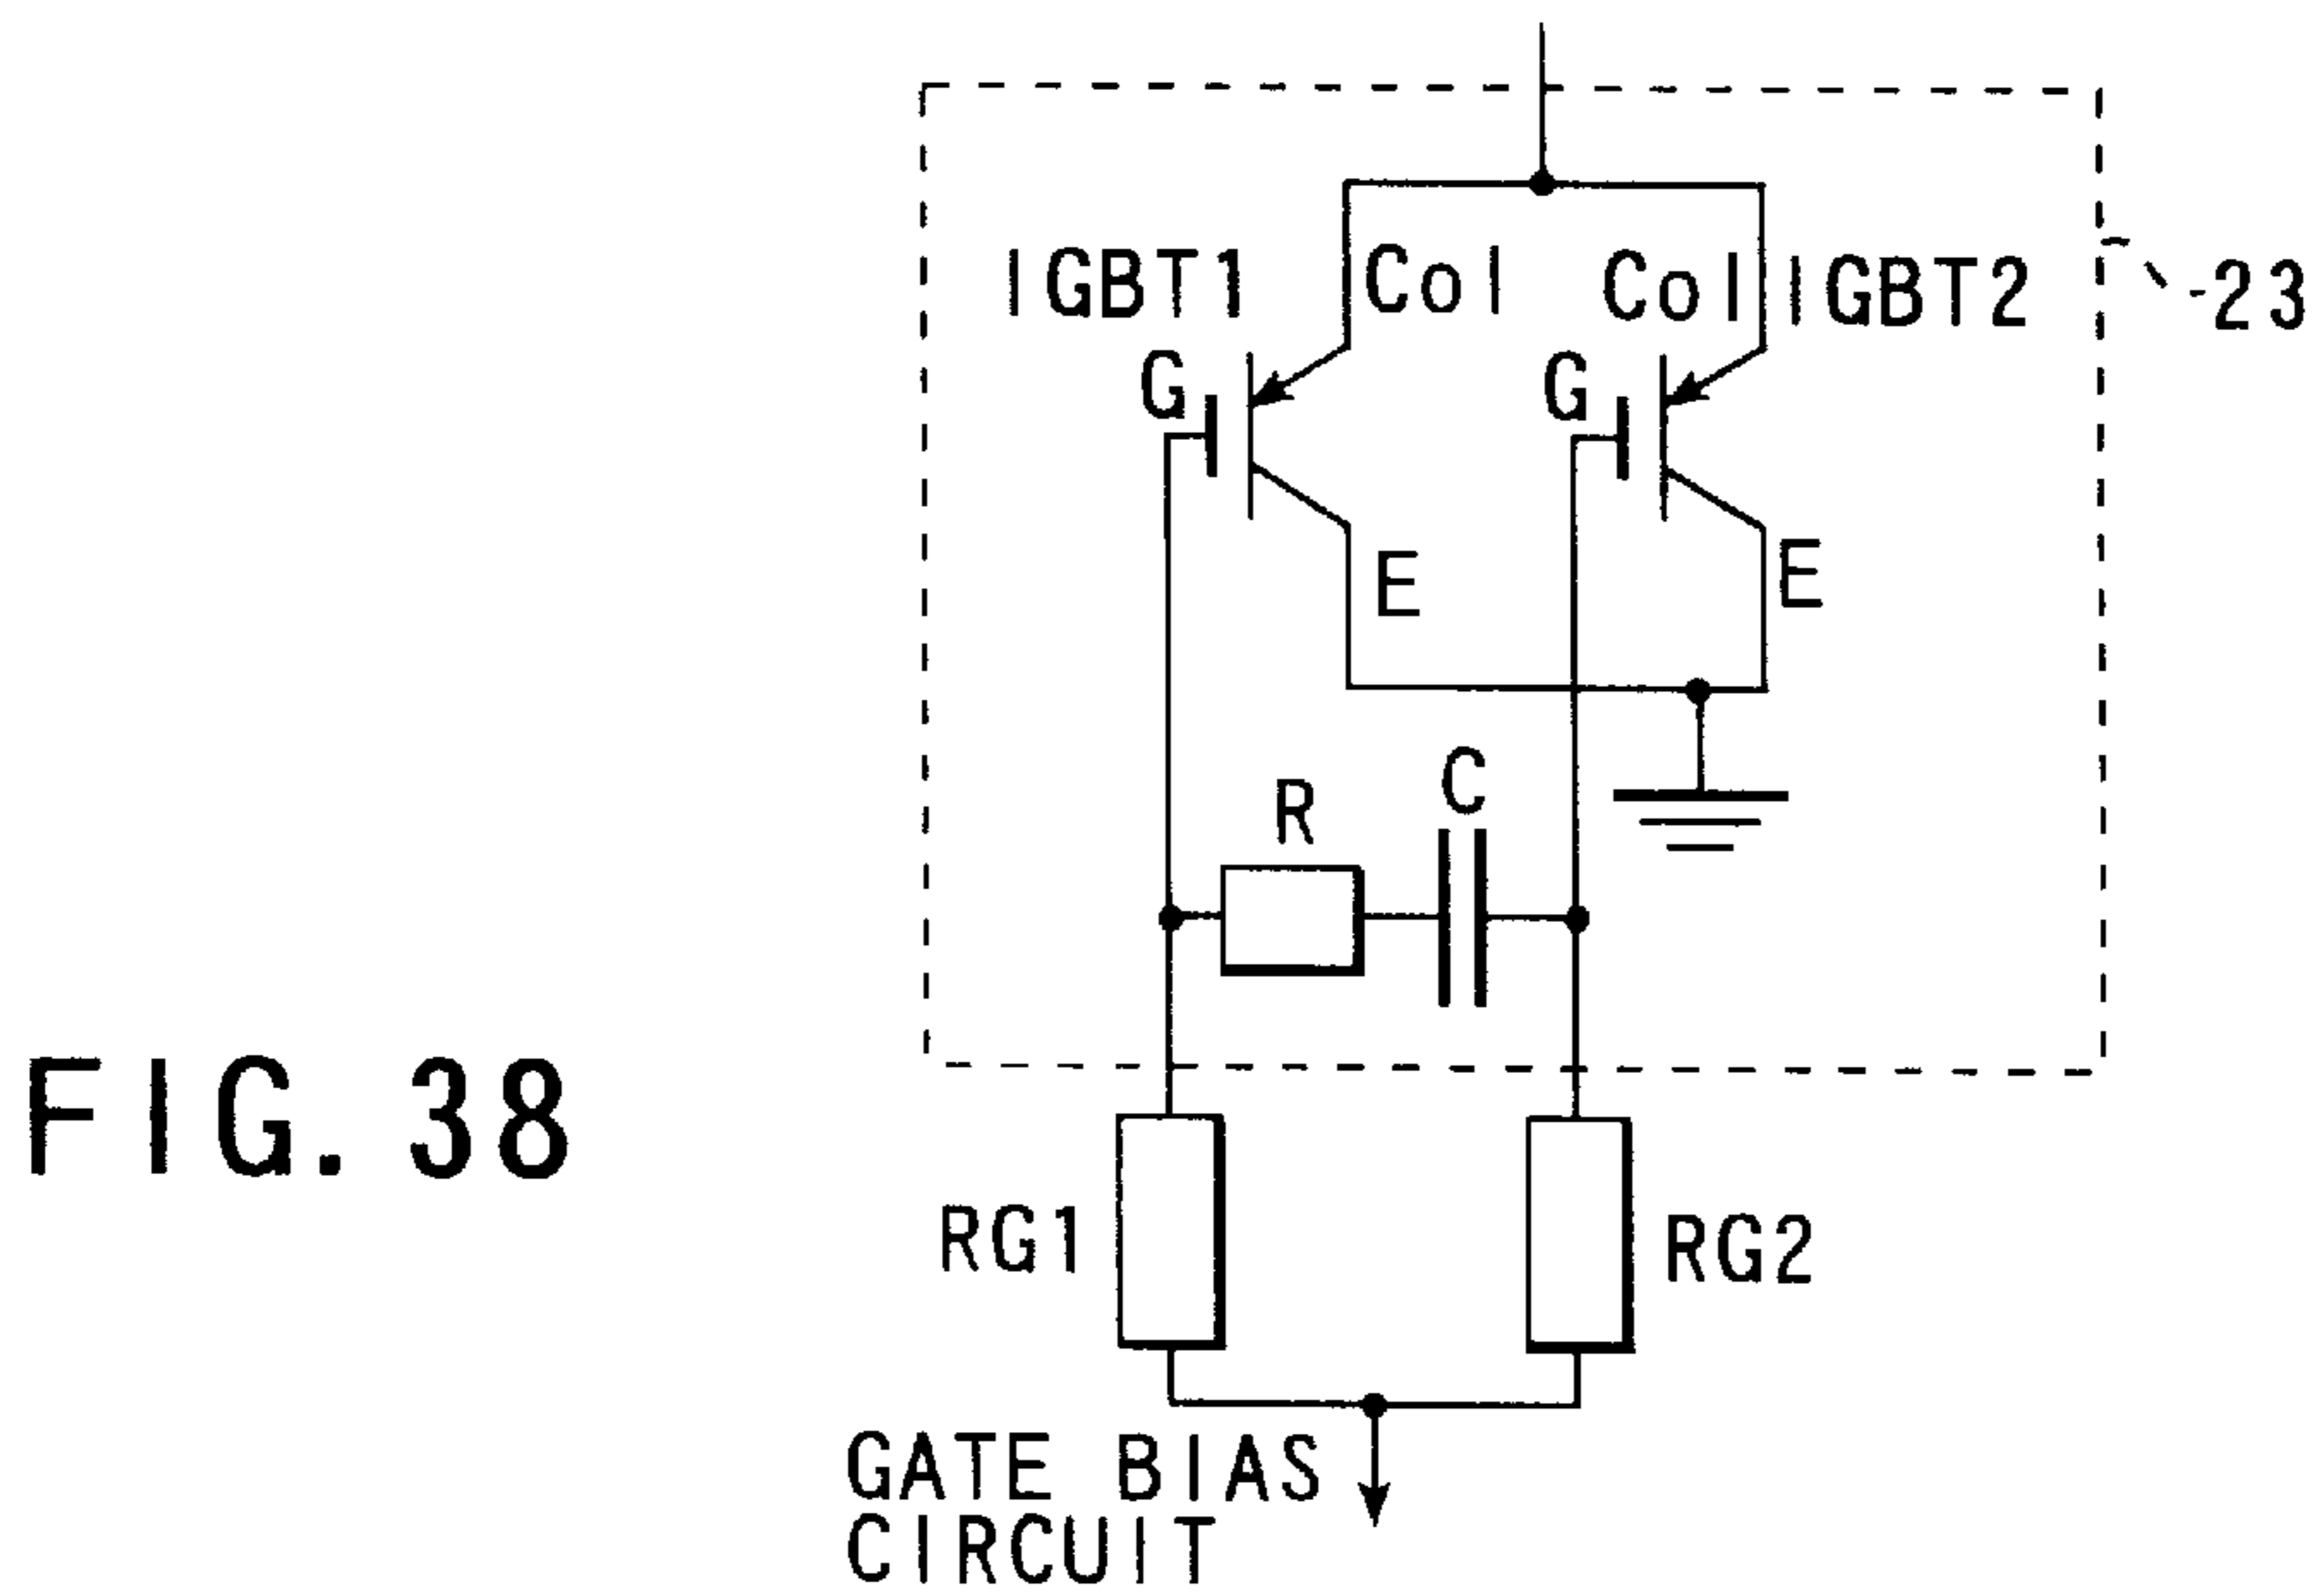 IGBT1 Col Col IGBT2
23
G G
E E
R C
FIG. 38
RG1 RG2
GATE BIAS
CIRCUIT